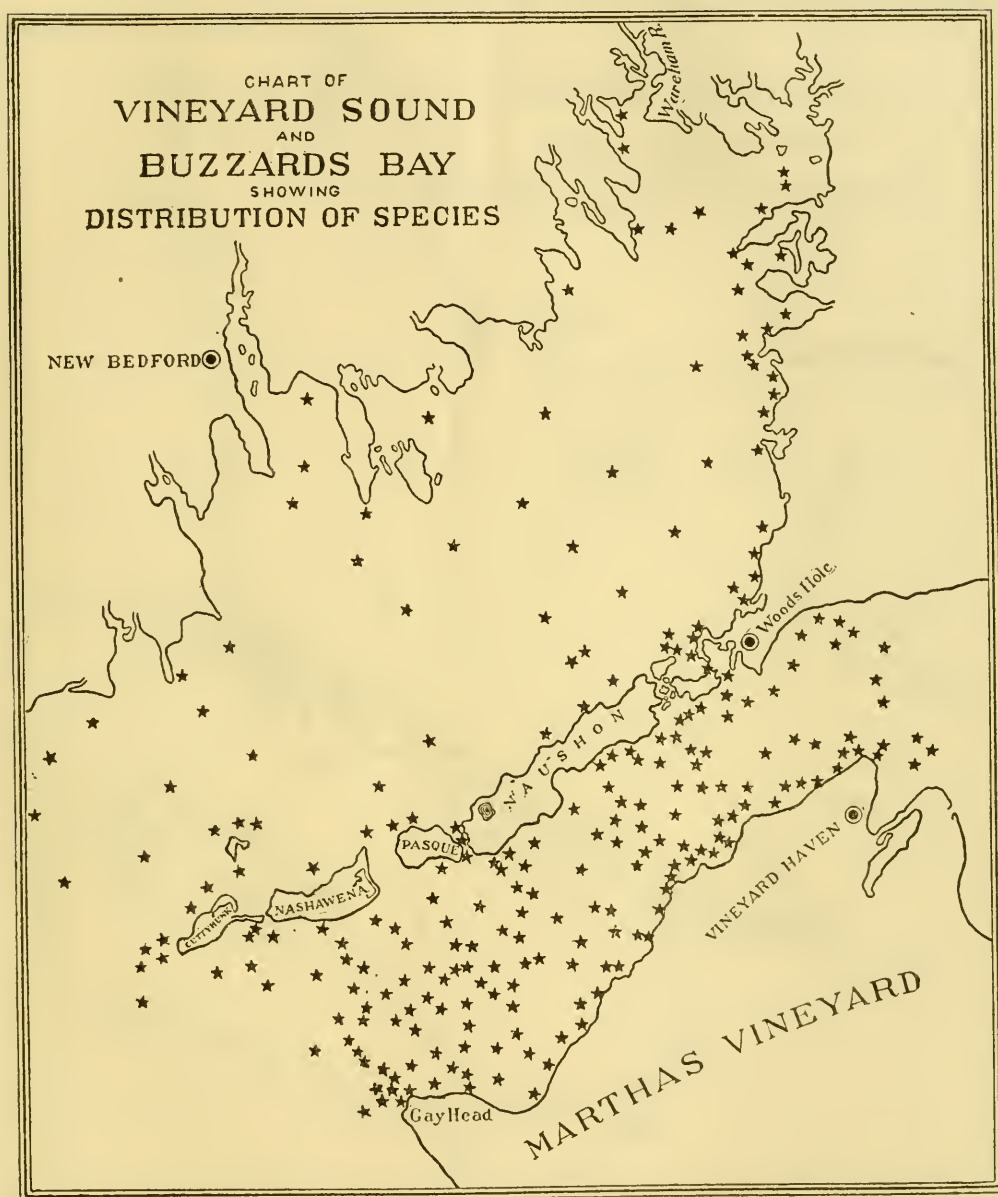 CHART OF
VINEYARD SOUND
AND
BUZZARDS BAY
SHOWING
DISTRIBUTION OF SPECIES
Wareham R.
NEW BEDFORD
Woods Hole
NAUSHON
PASQUE
NASHAWENA
CUTTYHUNK
VINEYARD HAVEN
MARTHAS VINEYARD
Gay Head